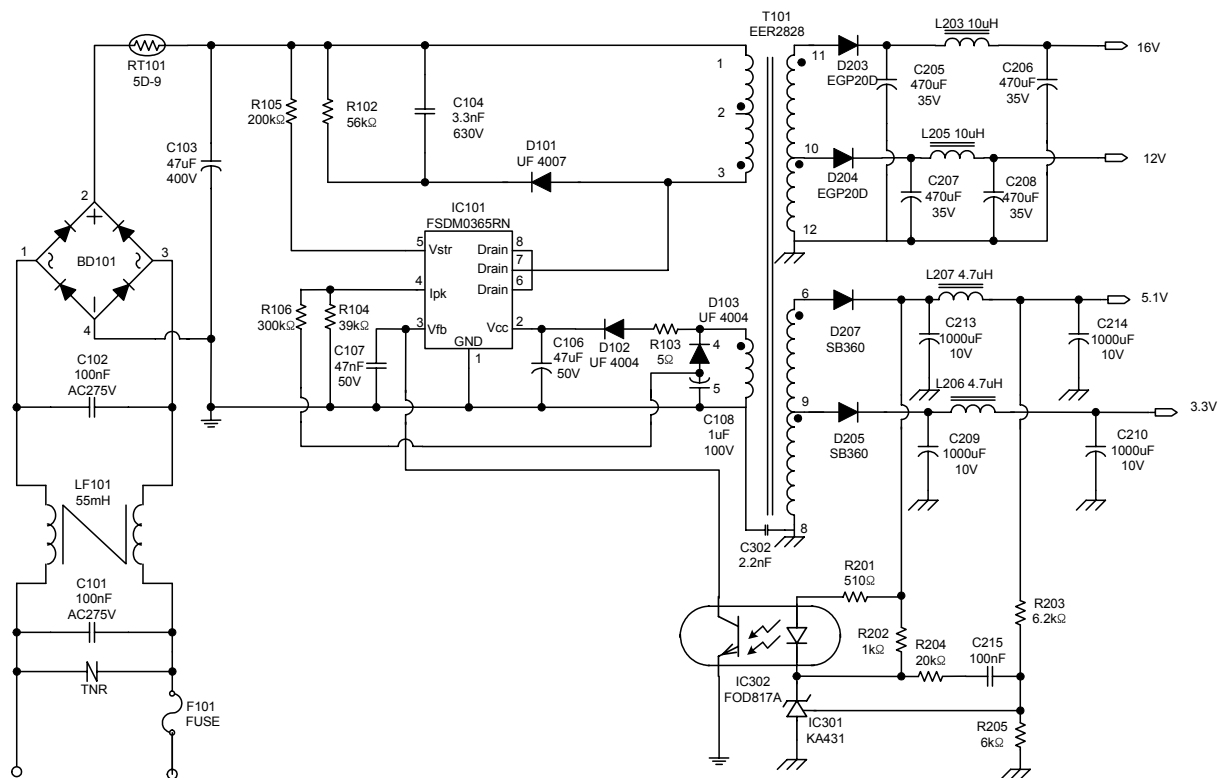 T101
EER2828
RT101
5D-9
C103
47uF
400V
R105
200kΩ
R102
56kΩ
C104
3.3nF
630V
D101
UF 4007
1
2
3
11
10
12
D203
EGP20D
L203 10uH
C205
470uF
35V
C206
470uF
35V
16V
D204
EGP20D
L205 10uH
C207
470uF
35V
C208
470uF
35V
12V
2
1
BD101
3
4
IC101
FSDM0365RN
5
Vstr
Drain
8
Drain
7
Drain
6
4
Ipk
3
Vfb
Vcc
2
GND
1
R106
300kΩ
R104
39kΩ
C107
47nF
50V
C106
47uF
50V
D102
UF 4004
R103
5Ω
D103
UF 4004
4
5
C108
1uF
100V
6
9
8
D207
SB360
L207 4.7uH
C213
1000uF
10V
C214
1000uF
10V
5.1V
D205
SB360
L206 4.7uH
C209
1000uF
10V
C210
1000uF
10V
3.3V
C302
2.2nF
C102
100nF
AC275V
LF101
55mH
C101
100nF
AC275V
TNR
F101
FUSE
R201
510Ω
R202
1kΩ
R204
20kΩ
C215
100nF
R203
6.2kΩ
IC302
FOD817A
IC301
KA431
R205
6kΩ